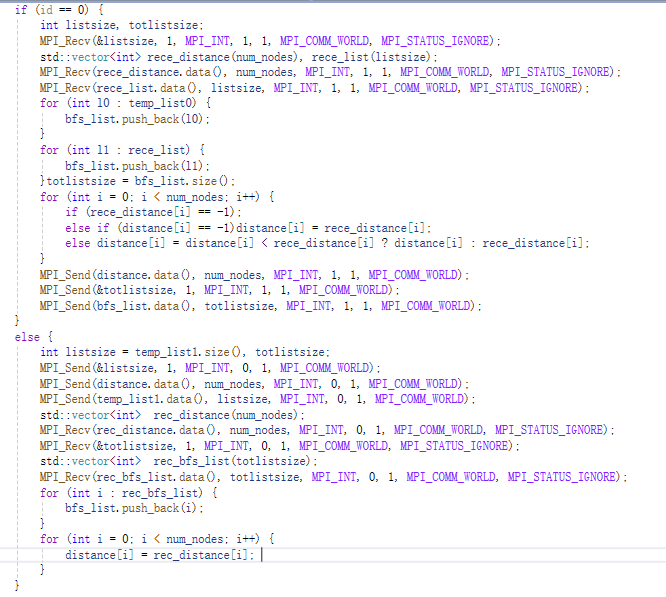 if (id == 0) {
    int listsize, totlistsize;
    MPI_Recv(&listsize, 1, MPI_INT, 1, 1, MPI_COMM_WORLD, MPI_STATUS_IGNORE);
    std::vector<int> rece_distance(num_nodes), rece_list(listsize);
    MPI_Recv(rece_distance.data(), num_nodes, MPI_INT, 1, 1, MPI_COMM_WORLD, MPI_STATUS_IGNORE);
    MPI_Recv(rece_list.data(), listsize, MPI_INT, 1, 1, MPI_COMM_WORLD, MPI_STATUS_IGNORE);
    for (int l0 : temp_list0) {
        bfs_list.push_back(l0);
    }
    for (int l1 : rece_list) {
        bfs_list.push_back(l1);
    }totlistsize = bfs_list.size();
    for (int i = 0; i < num_nodes; i++) {
        if (rece_distance[i] == -1);
        else if (distance[i] == -1)distance[i] = rece_distance[i];
        else distance[i] = distance[i] < rece_distance[i] ? distance[i] : rece_distance[i];
    }
    MPI_Send(distance.data(), num_nodes, MPI_INT, 1, 1, MPI_COMM_WORLD);
    MPI_Send(&totlistsize, 1, MPI_INT, 1, 1, MPI_COMM_WORLD);
    MPI_Send(bfs_list.data(), totlistsize, MPI_INT, 1, 1, MPI_COMM_WORLD);
}
else {
    int listsize = temp_list1.size(), totlistsize;
    MPI_Send(&listsize, 1, MPI_INT, 0, 1, MPI_COMM_WORLD);
    MPI_Send(distance.data(), num_nodes, MPI_INT, 0, 1, MPI_COMM_WORLD);
    MPI_Send(temp_list1.data(), listsize, MPI_INT, 0, 1, MPI_COMM_WORLD);
    std::vector<int>  rec_distance(num_nodes);
    MPI_Recv(rec_distance.data(), num_nodes, MPI_INT, 0, 1, MPI_COMM_WORLD, MPI_STATUS_IGNORE);
    MPI_Recv(&totlistsize, 1, MPI_INT, 0, 1, MPI_COMM_WORLD, MPI_STATUS_IGNORE);
    std::vector<int>  rec_bfs_list(totlistsize);
    MPI_Recv(rec_bfs_list.data(), totlistsize, MPI_INT, 0, 1, MPI_COMM_WORLD, MPI_STATUS_IGNORE);
    for (int i : rec_bfs_list) {
        bfs_list.push_back(i);
    }
    for (int i = 0; i < num_nodes; i++) {
        distance[i] = rec_distance[i];
    }
}